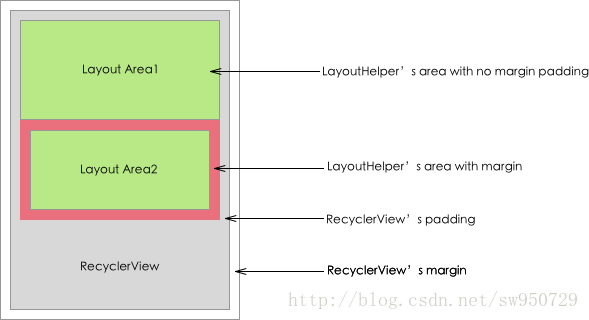 Layout Area1
LayoutHelper’s area with no margin padding
Layout Area2
LayoutHelper’s area with margin
RecyclerView’s padding
RecyclerView
RecyclerView’s margin
http://blog.csdn.net/sw950729